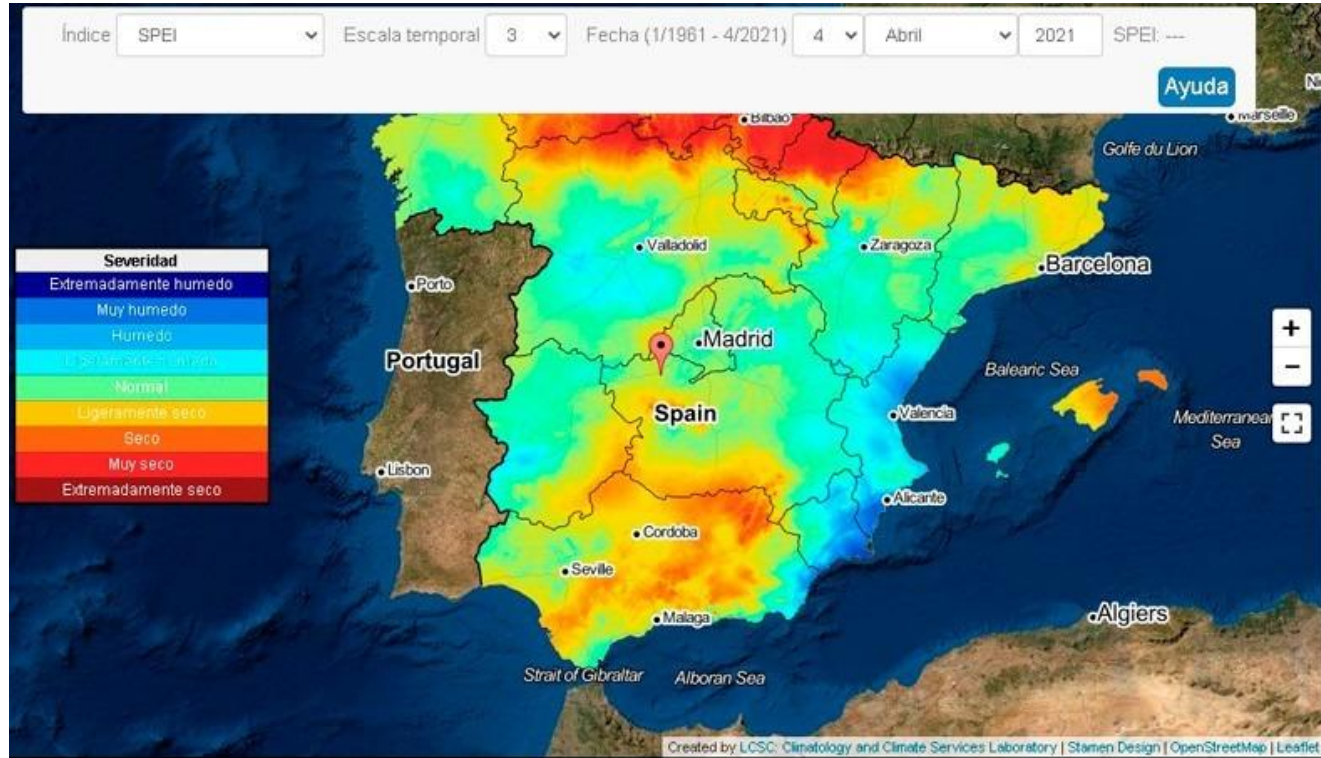 Índice SPEI Escala temporal 3 Fecha (1/1961 - 4/2021) 4 Abril 2021 SPEI: ---
Ayuda
Bilbao
Marseille
Golfe du Lion
Valladolid
Zaragoza
Barcelona
Severidad
Extremadamente humedo
Muy humedo
Humedo
Ligeramente humedo
Normal
Ligeramente seco
Seco
Muy seco
Extremadamente seco
Porto
Madrid
Portugal
Balearic Sea
Spain
Valencia
Mediterranean
Sea
Lisbon
Alicante
Cordoba
Seville
Malaga
Algiers
Strait of Gibraltar
Alboran Sea
+
−
Created by LCSC: Climatology and Climate Services Laboratory | Stamen Design | OpenStreetMap | Leaflet